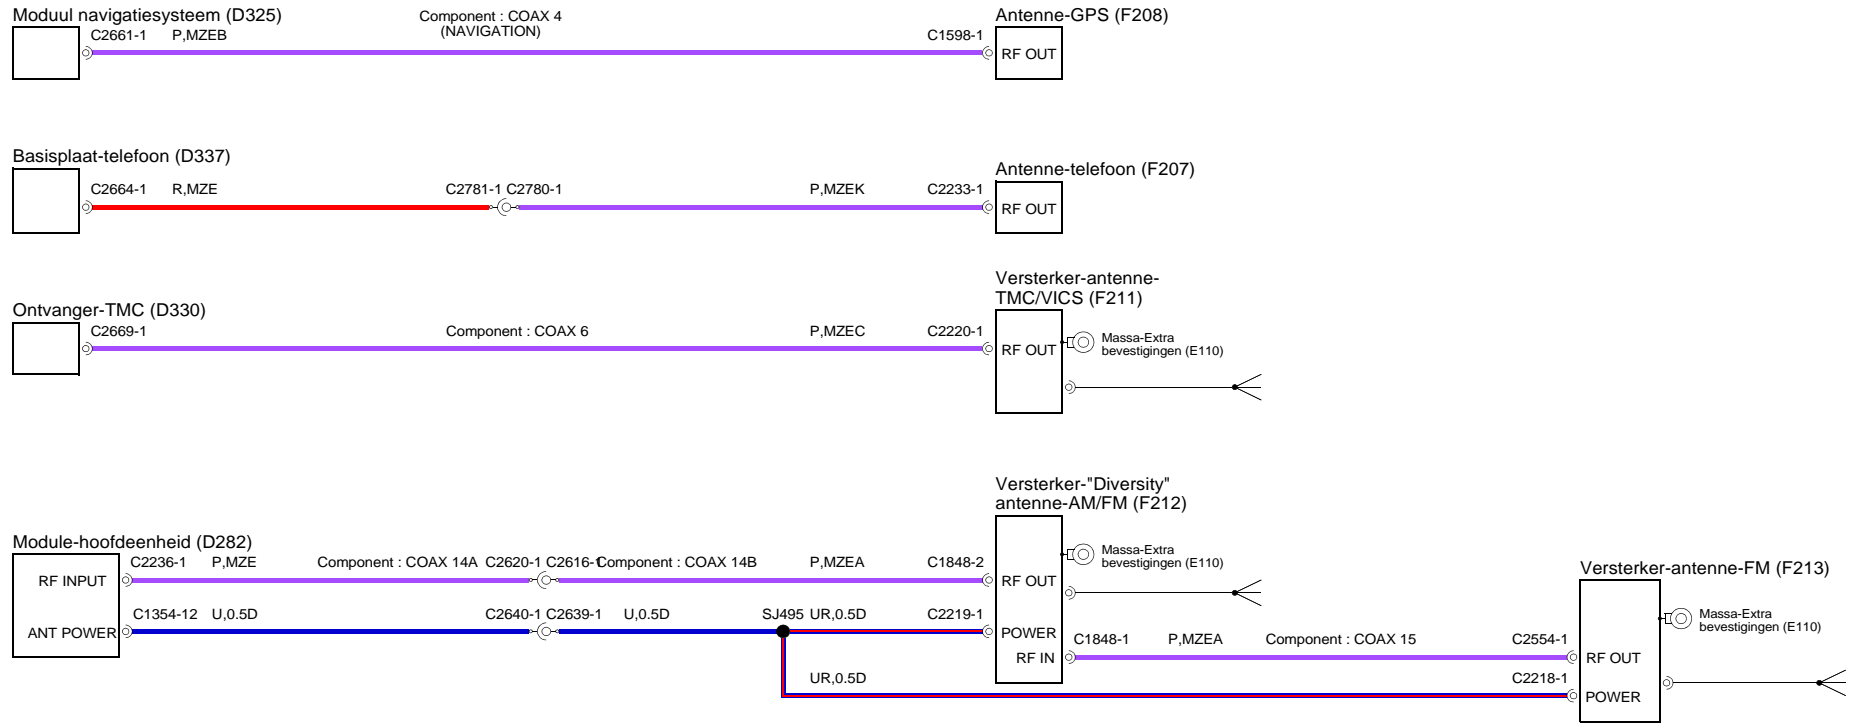 Moduul navigatiesysteem (D325)
C2661-1 P,MZEB
Component : COAX 4
(NAVIGATION)
C1598-1
Antenne-GPS (F208)
RF OUT
Basisplaat-telefoon (D337)
C2664-1 R,MZE
C2781-1 C2780-1
P,MZEK
C2233-1
Antenne-telefoon (F207)
RF OUT
Ontvanger-TMC (D330)
C2669-1
Component : COAX 6
P,MZEC
C2220-1
Versterker-antenne-
TMC/VICS (F211)
RF OUT
Massa-Extra
bevestigingen (E110)
Module-hoofdeenheid (D282)
RF INPUT
ANT POWER
C2236-1 P,MZE
Component : COAX 14A
C2620-1 C2616-1
Component : COAX 14B
P,MZEA
C1848-2
C1354-12 U,0.5D
C2640-1 C2639-1
U,0.5D
SJ495 UR,0.5D
C2219-1
UR,0.5D
Versterker-"Diversity"
antenne-AM/FM (F212)
RF OUT
POWER
RF IN
Massa-Extra
bevestigingen (E110)
C1848-1
P,MZEA
Component : COAX 15
C2554-1
C2218-1
Versterker-antenne-FM (F213)
RF OUT
POWER
Massa-Extra
bevestigingen (E110)